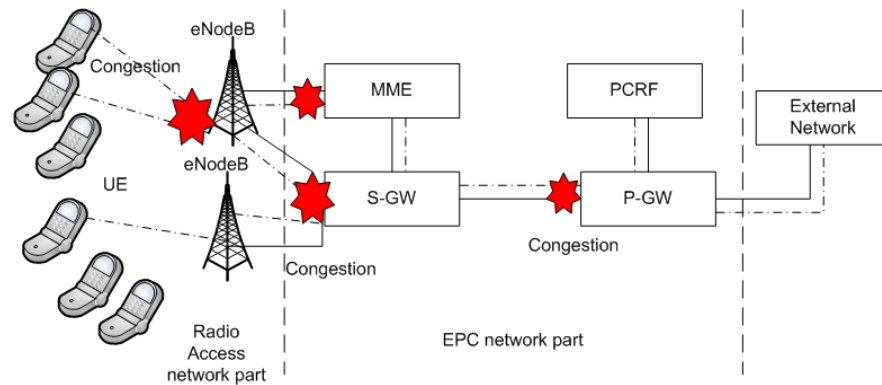 eNodeB
Congestion
MME
PCRF
External
Network
eNodeB
UE
S-GW
P-GW
Congestion
Congestion
Radio
Access
network part
EPC network part